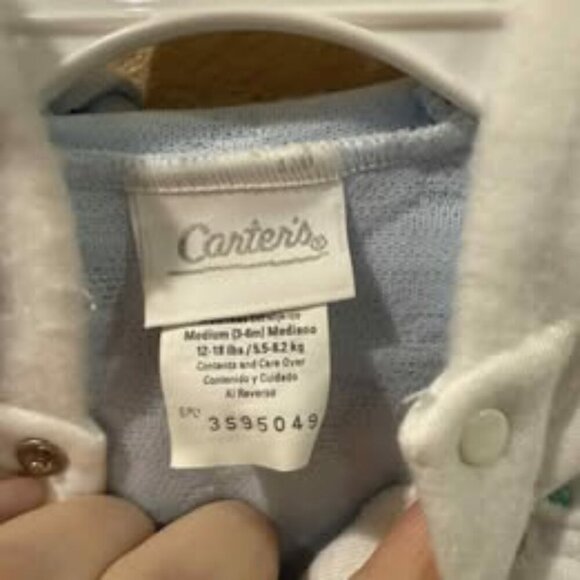 Carter's®
Medium (3-6m) Mediano
12-18 lbs./5.5-8.2 kg
Contents and Care Over
Contenido y Cuidado
Al Reverso
3595049